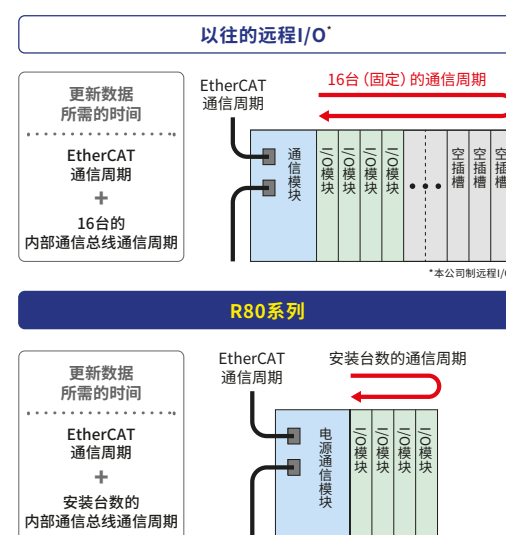 以往的远程I/O*
更新数据
所需的时间
EtherCAT
通信周期
+
16台的
内部通信总线通信周期
EtherCAT
通信周期
16台（固定）的通信周期
通信模块
I/O模块
I/O模块
I/O模块
I/O模块
空插槽
空插槽
空插槽
*本公司制远程I/O
R80系列
更新数据
所需的时间
EtherCAT
通信周期
+
安装台数的
内部通信总线通信周期
EtherCAT
通信周期
安装台数的通信周期
电源通信模块
I/O模块
I/O模块
I/O模块
I/O模块